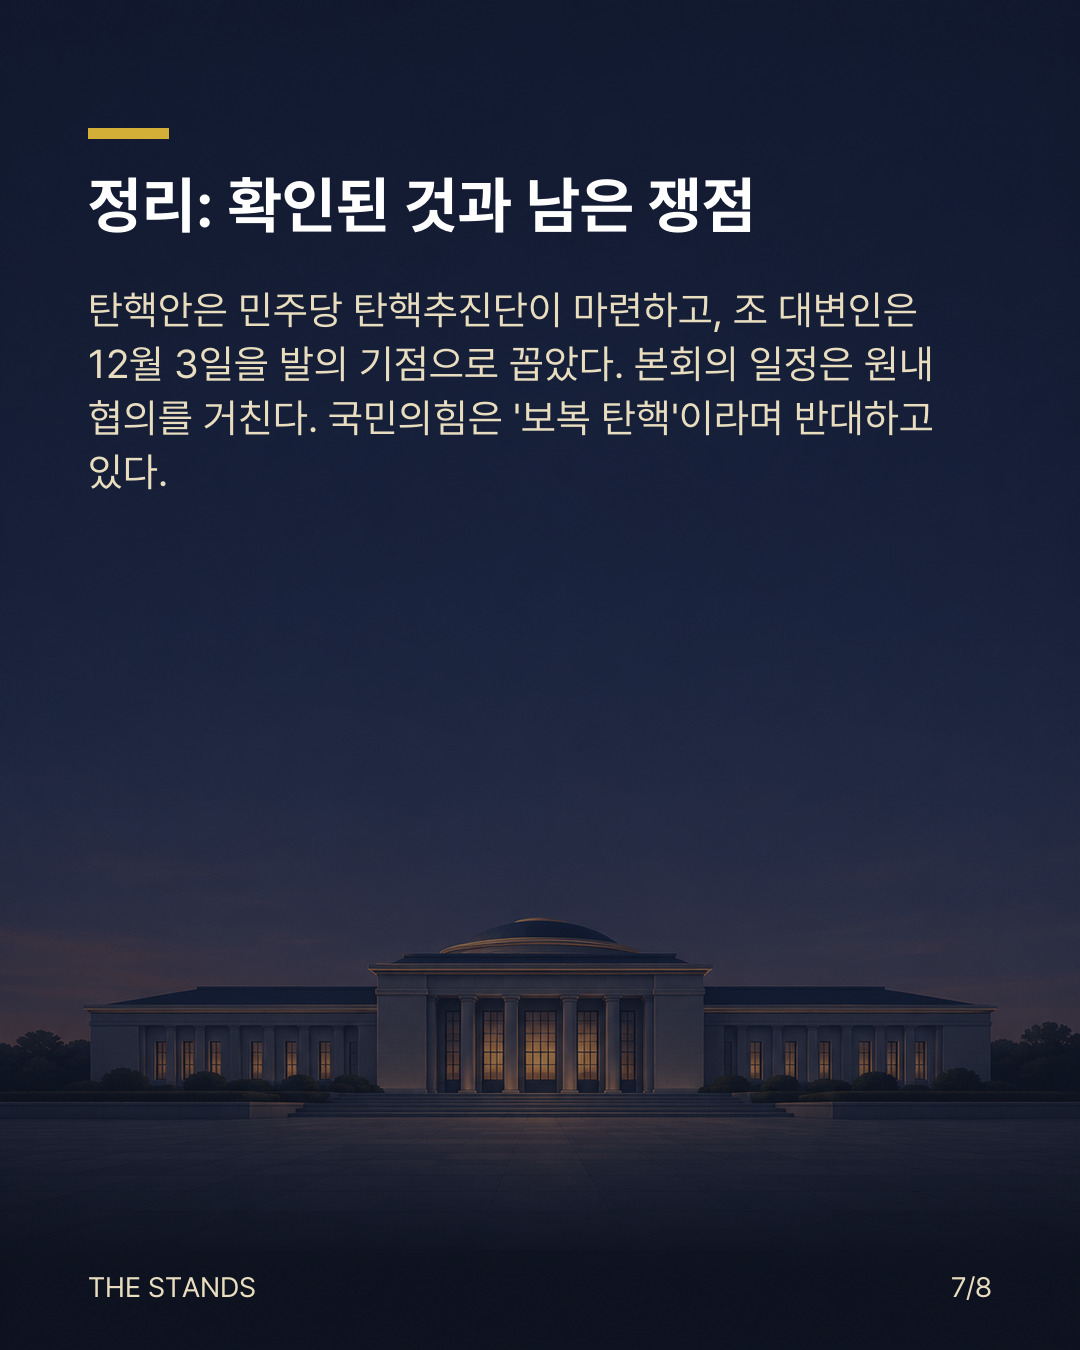 정리: 확인된 것과 남은 쟁점
탄핵안은 민주당 탄핵추진단이 마련하고, 조 대변인은
12월 3일을 발의 기점으로 꼽았다. 본회의 일정은 원내
협의를 거친다. 국민의힘은 '보복 탄핵'이라며 반대하고
있다.
THE STANDS
7/8